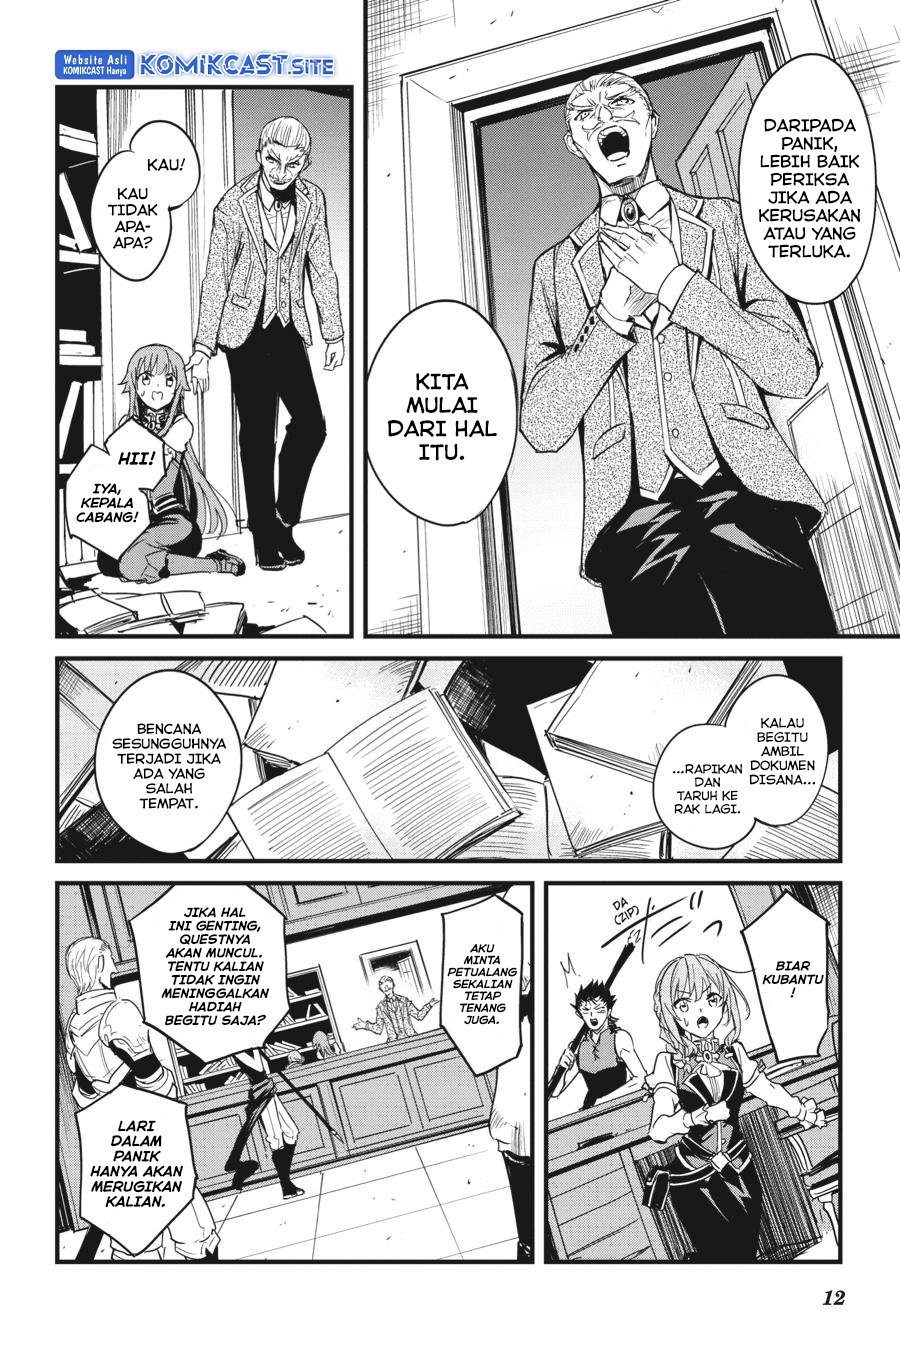 Website Asli
KOMIKCAST Hanya
KOMIKCAST.SITE
DARIPADA
PANIK,
LEBIH BAIK
PERIKSA
JIKA ADA
KERUSAKAN
ATAU YANG
TERLUKA.
KITA
MULAI
DARI HAL
ITU.
KAU!
KAU
TIDAK
APA-
APA?
HII!
IYA,
KEPALA
CABANG!
KALAU
BEGITU
AMBIL
DOKUMEN
DISANA...
...RAPIKAN
DAN
TARUH KE
RAK LAGI.
BENCANA
SESUNGGUHNYA
TERJADI JIKA
ADA YANG
SALAH
TEMPAT.
BIAR
KUBANTU
!
DA
(ZIP)
AKU
MINTA
PETUALANG
SEKALIAN
TETAP
TENANG
JUGA.
JIKA HAL
INI GENTING,
QUESTNYA
AKAN MUNCUL.
TENTU KALIAN
TIDAK INGIN
MENINGGALKAN
HADIAH
BEGITU SAJA?
LARI
DALAM
PANIK
HANYA AKAN
MERUGIKAN
KALIAN.
12